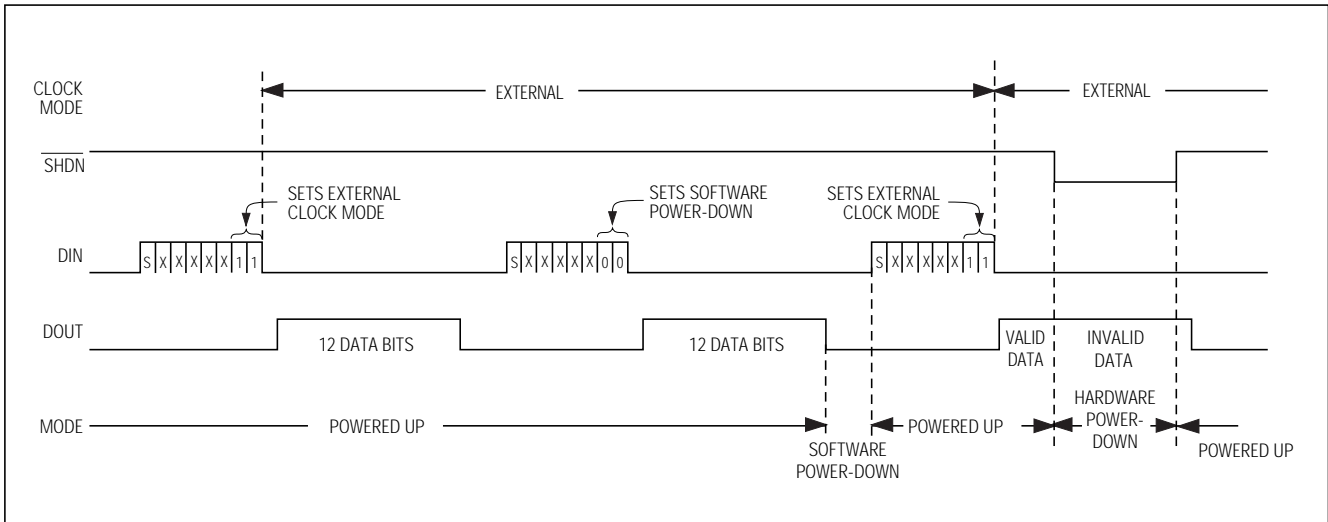 CLOCK
MODE
EXTERNAL
EXTERNAL
SHDN
SETS EXTERNAL
CLOCK MODE
SETS SOFTWARE
POWER-DOWN
SETS EXTERNAL
CLOCK MODE
DIN
S X X X X X 1 1
S X X X X X 0 0
S X X X X X 1 1
DOUT
12 DATA BITS
12 DATA BITS
VALID
DATA
INVALID
DATA
MODE
POWERED UP
SOFTWARE
POWER-DOWN
POWERED UP
HARDWARE
POWER-
DOWN
POWERED UP